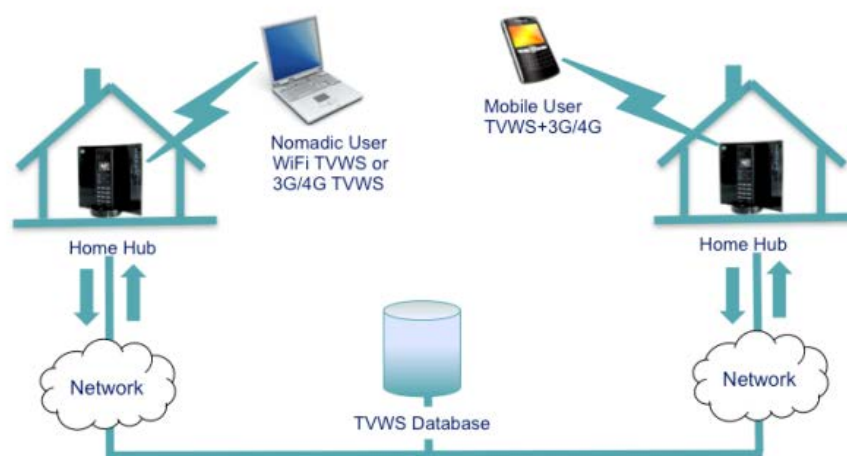 Nomadic User
WiFi TVWS or
3G/4G TVWS
Mobile User
TVWS+3G/4G
Home Hub
Home Hub
Network
Network
TVWS Database